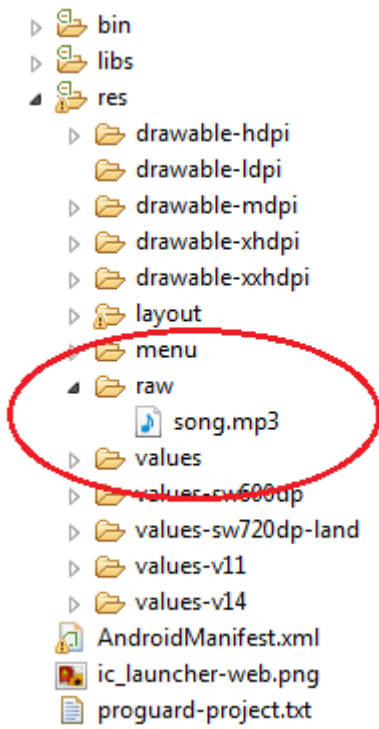 bin
libs
res
drawable-hdpi
drawable-ldpi
drawable-mdpi
drawable-xhdpi
drawable-xxhdpi
layout
menu
raw
song.mp3
values
values-sw600dp
values-sw720dp-land
values-v11
values-v14
AndroidManifest.xml
ic_launcher-web.png
proguard-project.txt